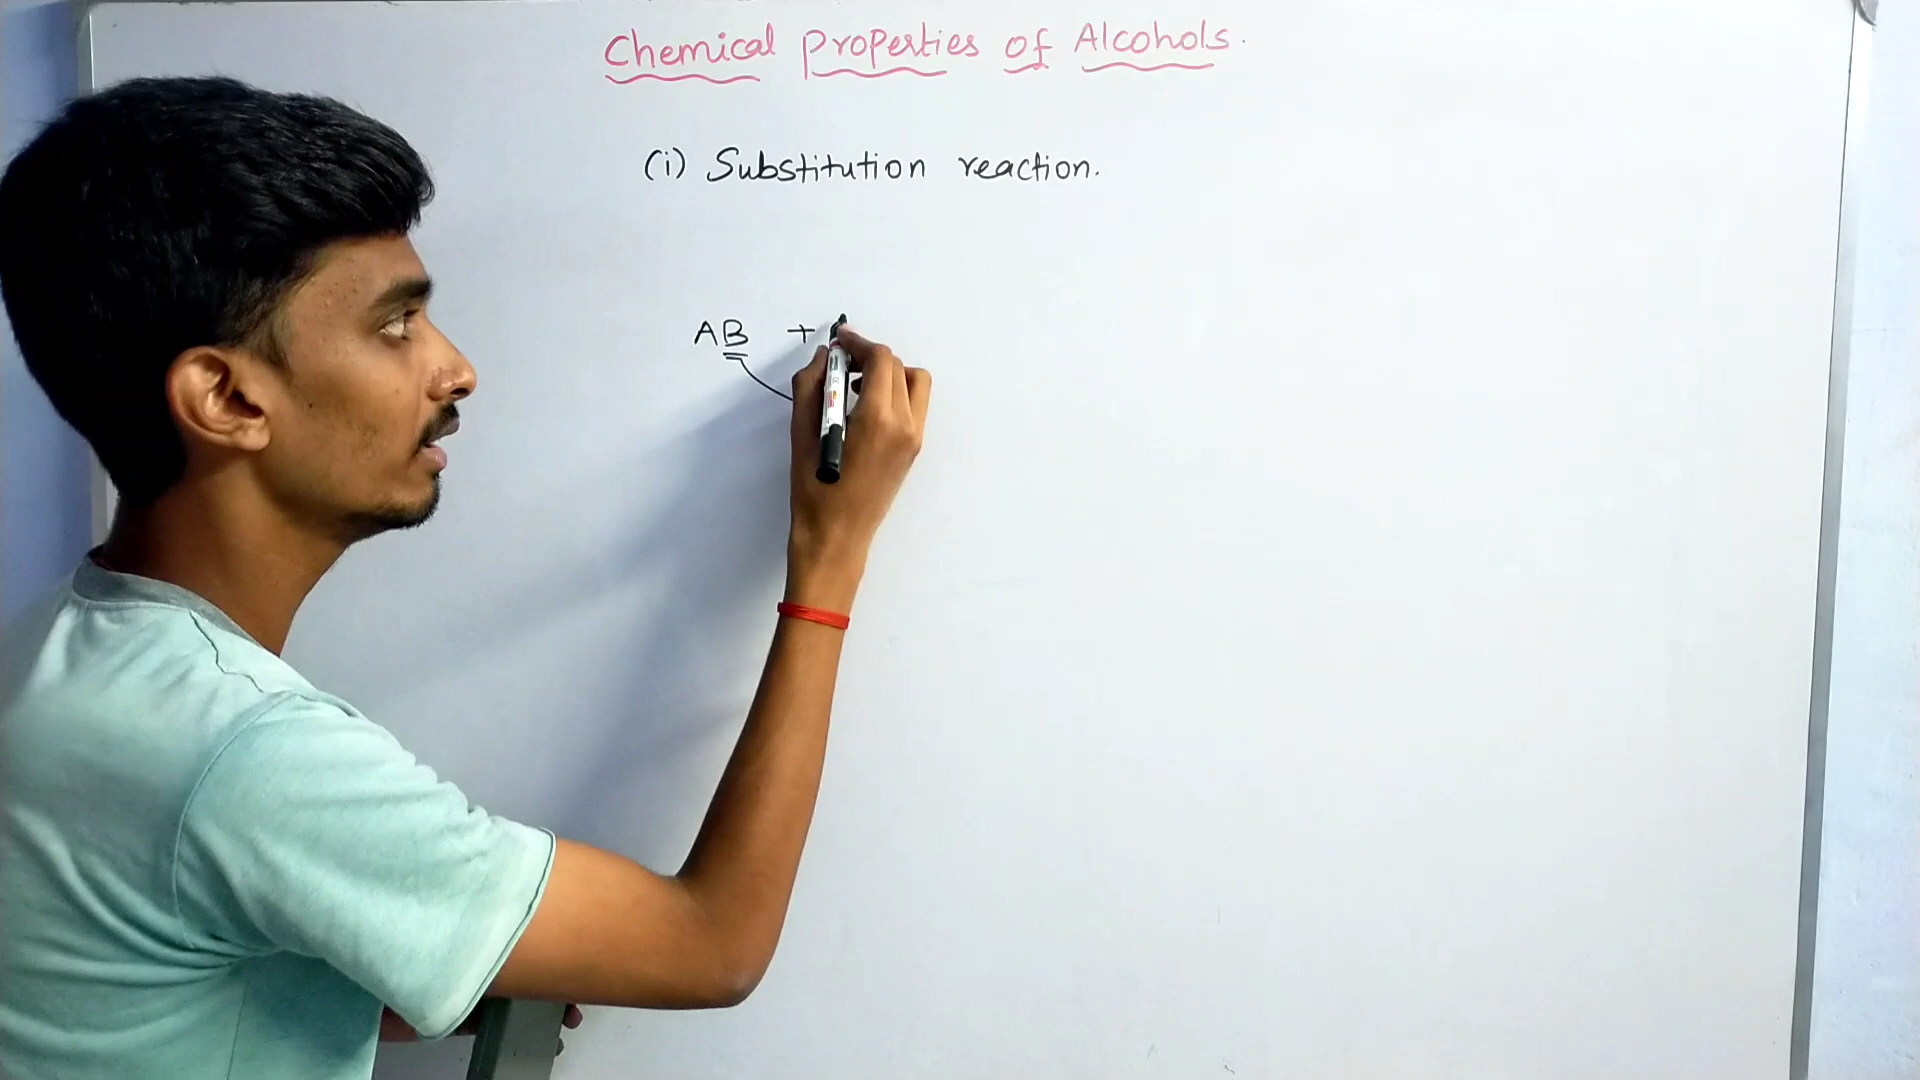 Chemical Properties of Alcohols.
(i) Substitution reaction.
AB +